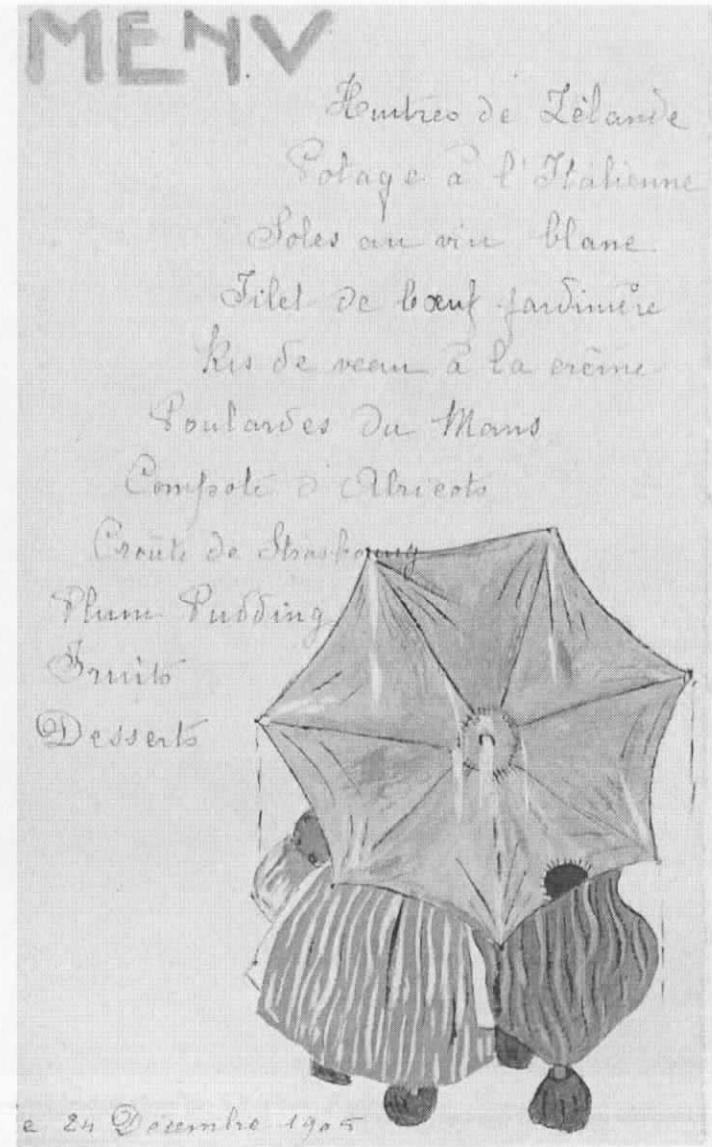 MENV
Huitres de Zélande
Potage à l'Italienne
Soles au vin blanc
Filet de bœuf jardinière
Ris de veau à la crème
Poulardes du Mans
Compote d'Abricots
Croûte de Strasbourg
Plum Pudding
Fruits
Desserts
e 24 Décembre 1905